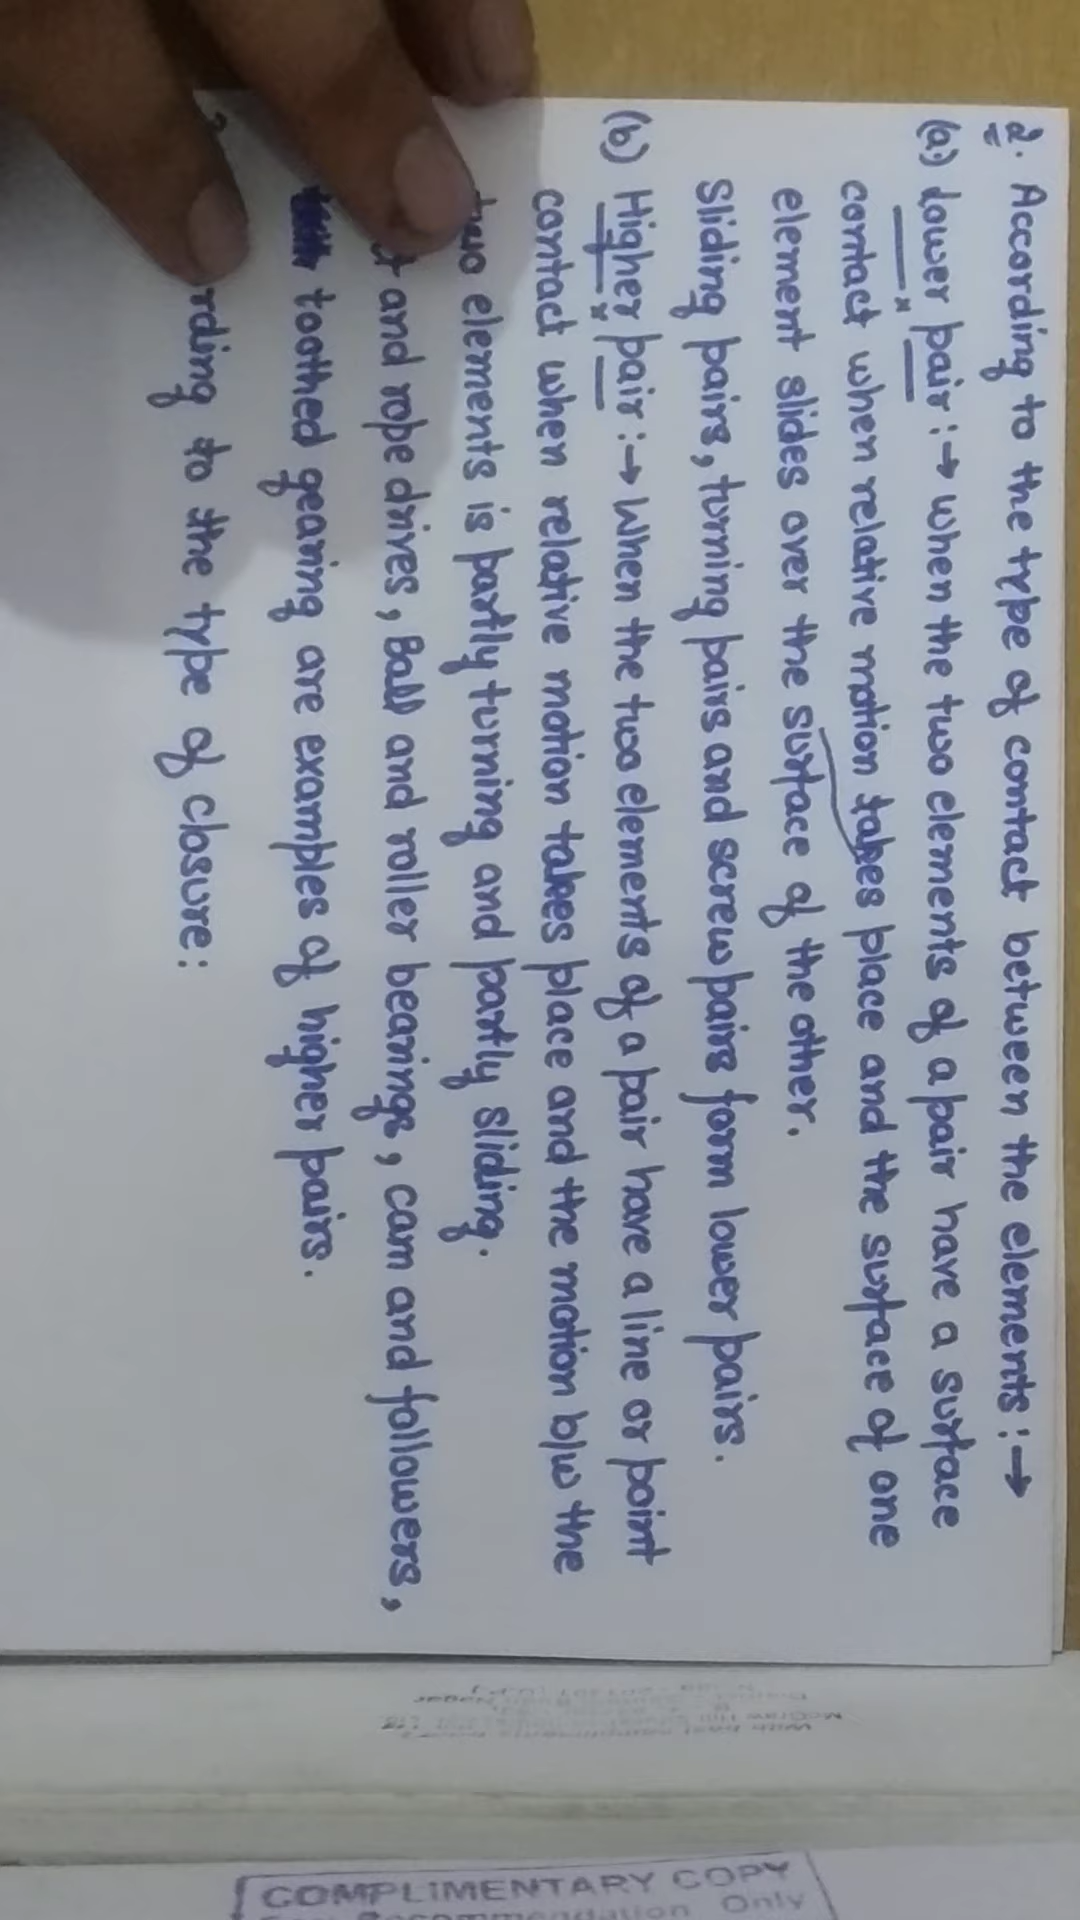 2. According to the type of contact between the elements :→
(a.) Lower pair :→ When the two elements of a pair have a surface
contact when relative motion takes place and the surface of one
element slides over the surface of the other.
Sliding pairs, turning pairs and screw pairs form lower pairs.
(b) Higher pair :→ When the two elements of a pair have a line or point
contact when relative motion takes place and the motion b/w the
two elements is partly turning and partly sliding.
and rope drives, Ball and roller bearings, cam and followers,
toothed gearing are examples of higher pairs.
rding to the type of closure:
COMPLIMENTARY COPY
Only